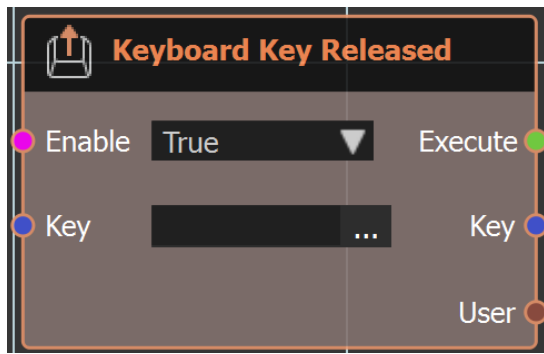 Keyboard Key Released
Enable True Execute
Key ... Key
User